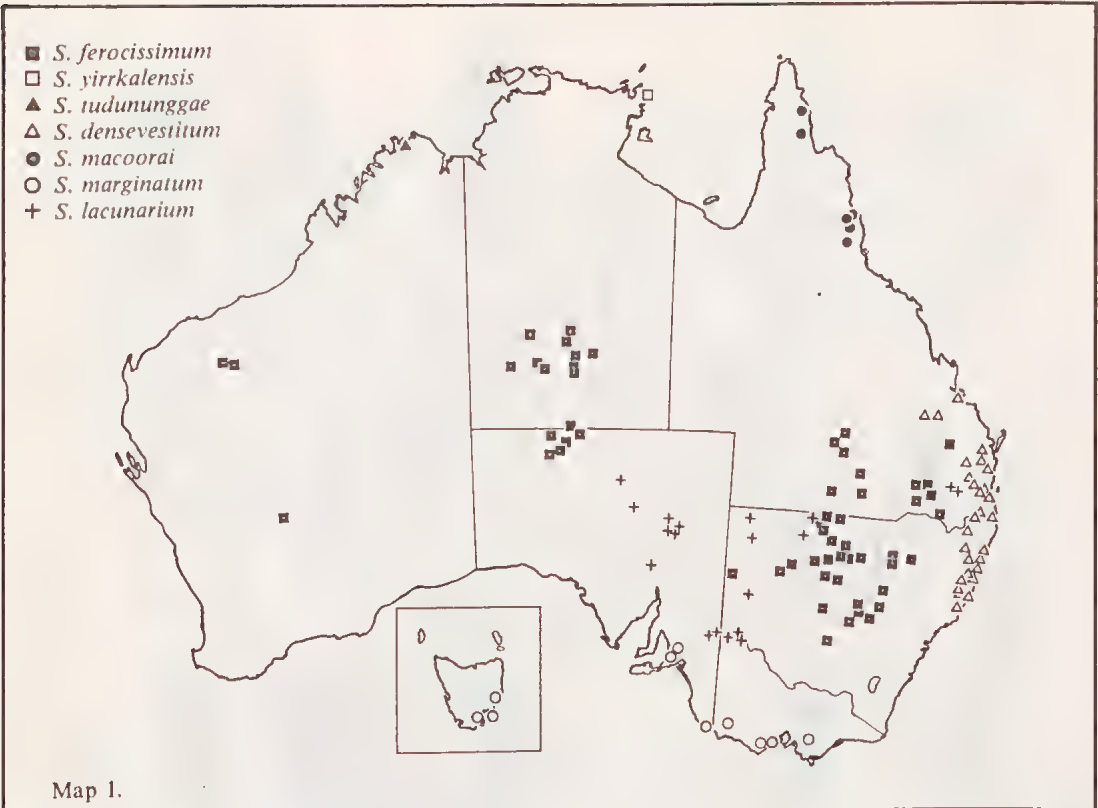 S. ferocissimum
S. yirrkalensis
S. tudununggae
S. densevestitum
S. macoorai
S. marginatum
S. lacunarium
Map 1.